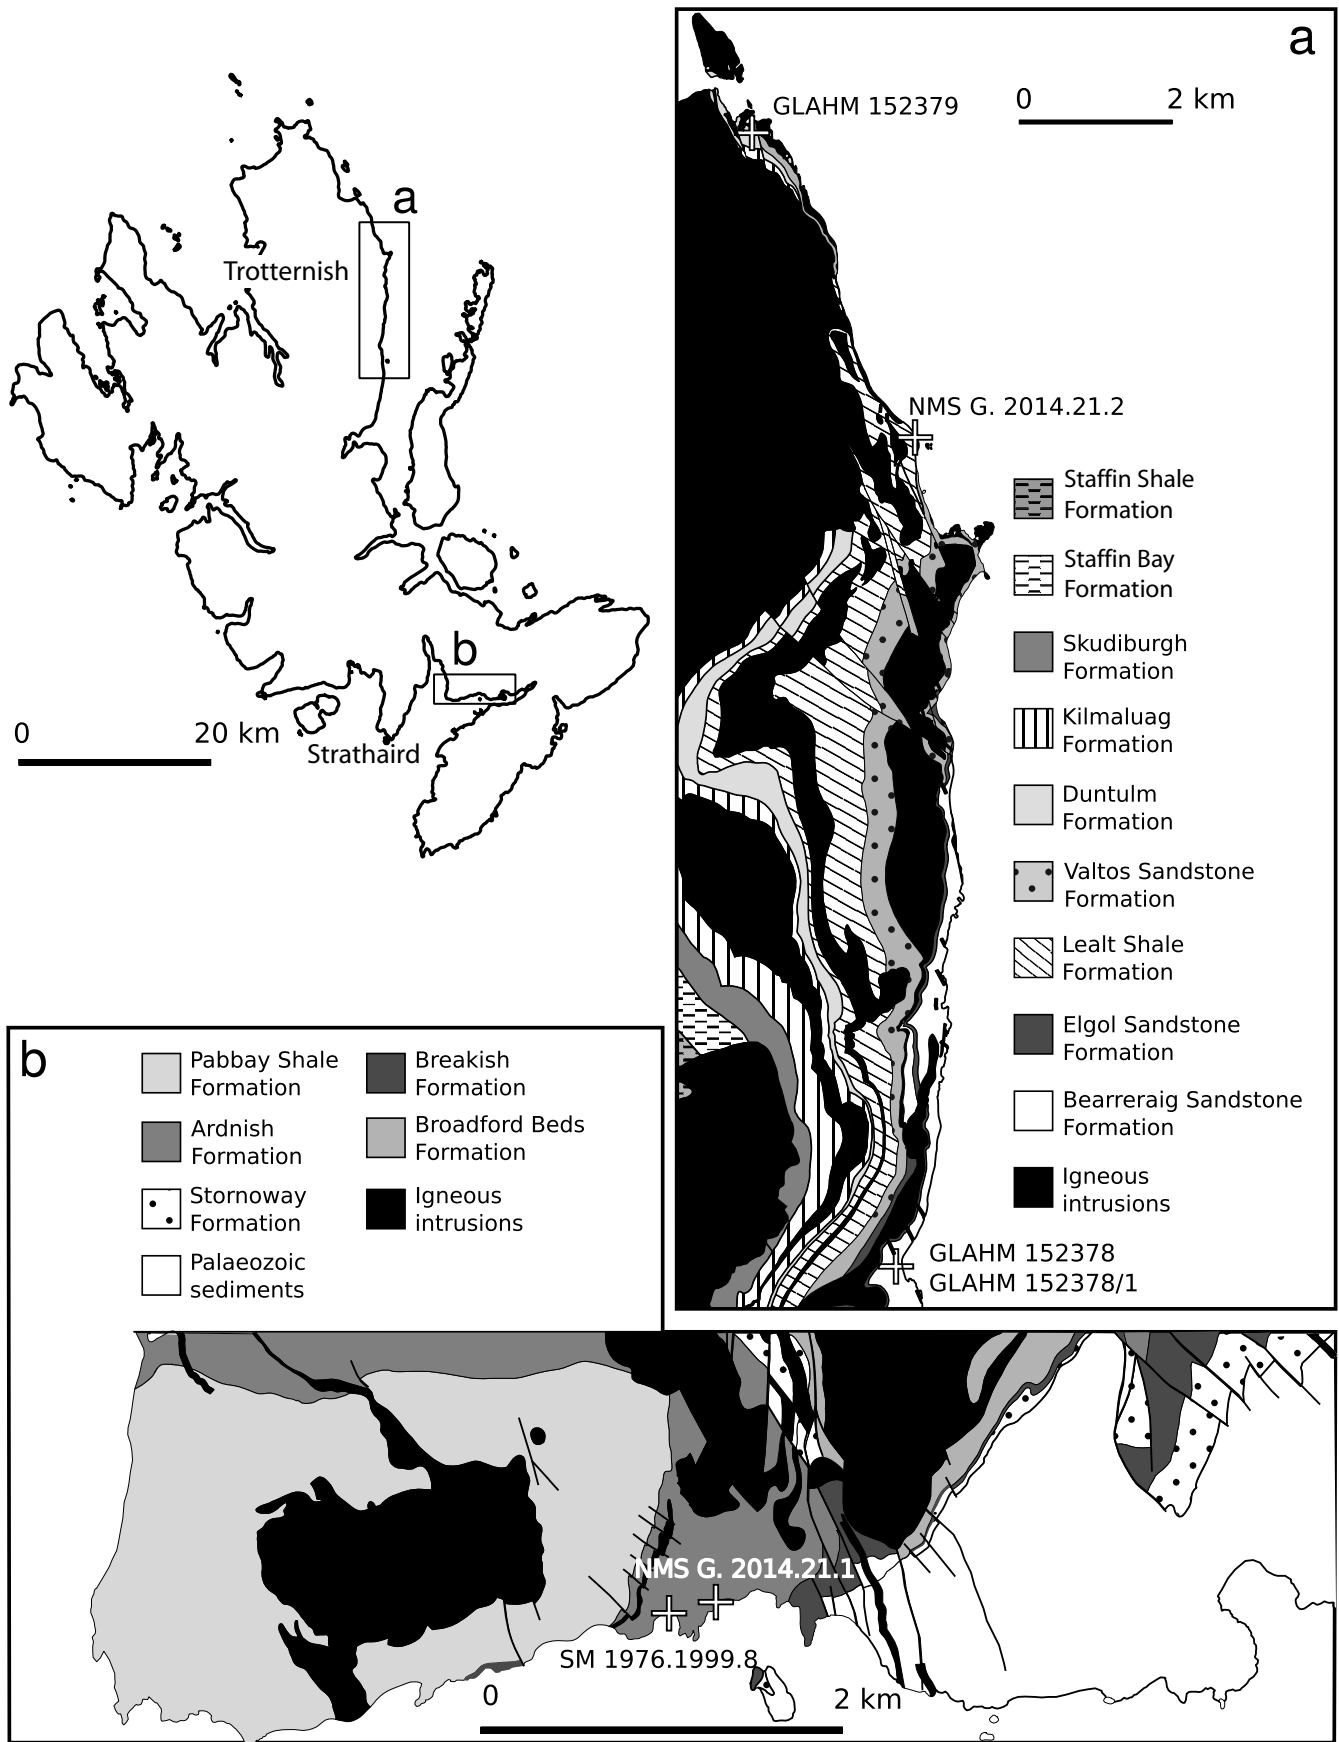 a
Trotternish
b
0 20 km
Strathaird
a
0 2 km
GLAHM 152379
NMS G. 2014.21.2
Staffin Shale
Formation
Staffin Bay
Formation
Skudiburgh
Formation
Kilmaluag
Formation
Duntulm
Formation
Valtos Sandstone
Formation
Lealt Shale
Formation
Elgol Sandstone
Formation
Bearreraig Sandstone
Formation
Igneous
intrusions
GLAHM 152378
GLAHM 152378/1
b
Pabbay Shale
Formation
Ardnish
Formation
Stornoway
Formation
Palaeozoic
sediments
Breakish
Formation
Broadford Beds
Formation
Igneous
intrusions
NMS G. 2014.21.1
SM 1976.1999.8
0 2 km